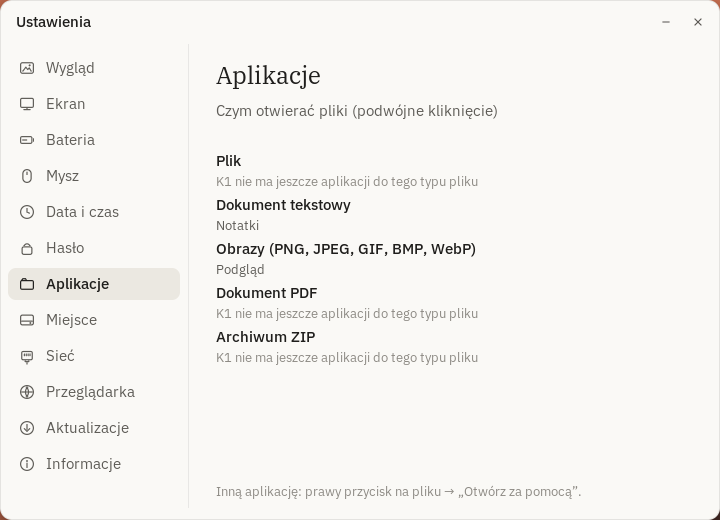 Ustawienia
Wygląd
Ekran
Bateria
Mysz
Data i czas
Hasło
Aplikacje
Miejsce
Sieć
Przeglądarka
Aktualizacje
Informacje
Aplikacje
Czym otwierać pliki (podwójne kliknięcie)
Plik
K1 nie ma jeszcze aplikacji do tego typu pliku
Dokument tekstowy
Notatki
Obrazy (PNG, JPEG, GIF, BMP, WebP)
Podgląd
Dokument PDF
K1 nie ma jeszcze aplikacji do tego typu pliku
Archiwum ZIP
K1 nie ma jeszcze aplikacji do tego typu pliku
Inną aplikację: prawy przycisk na pliku → „Otwórz za pomocą”.